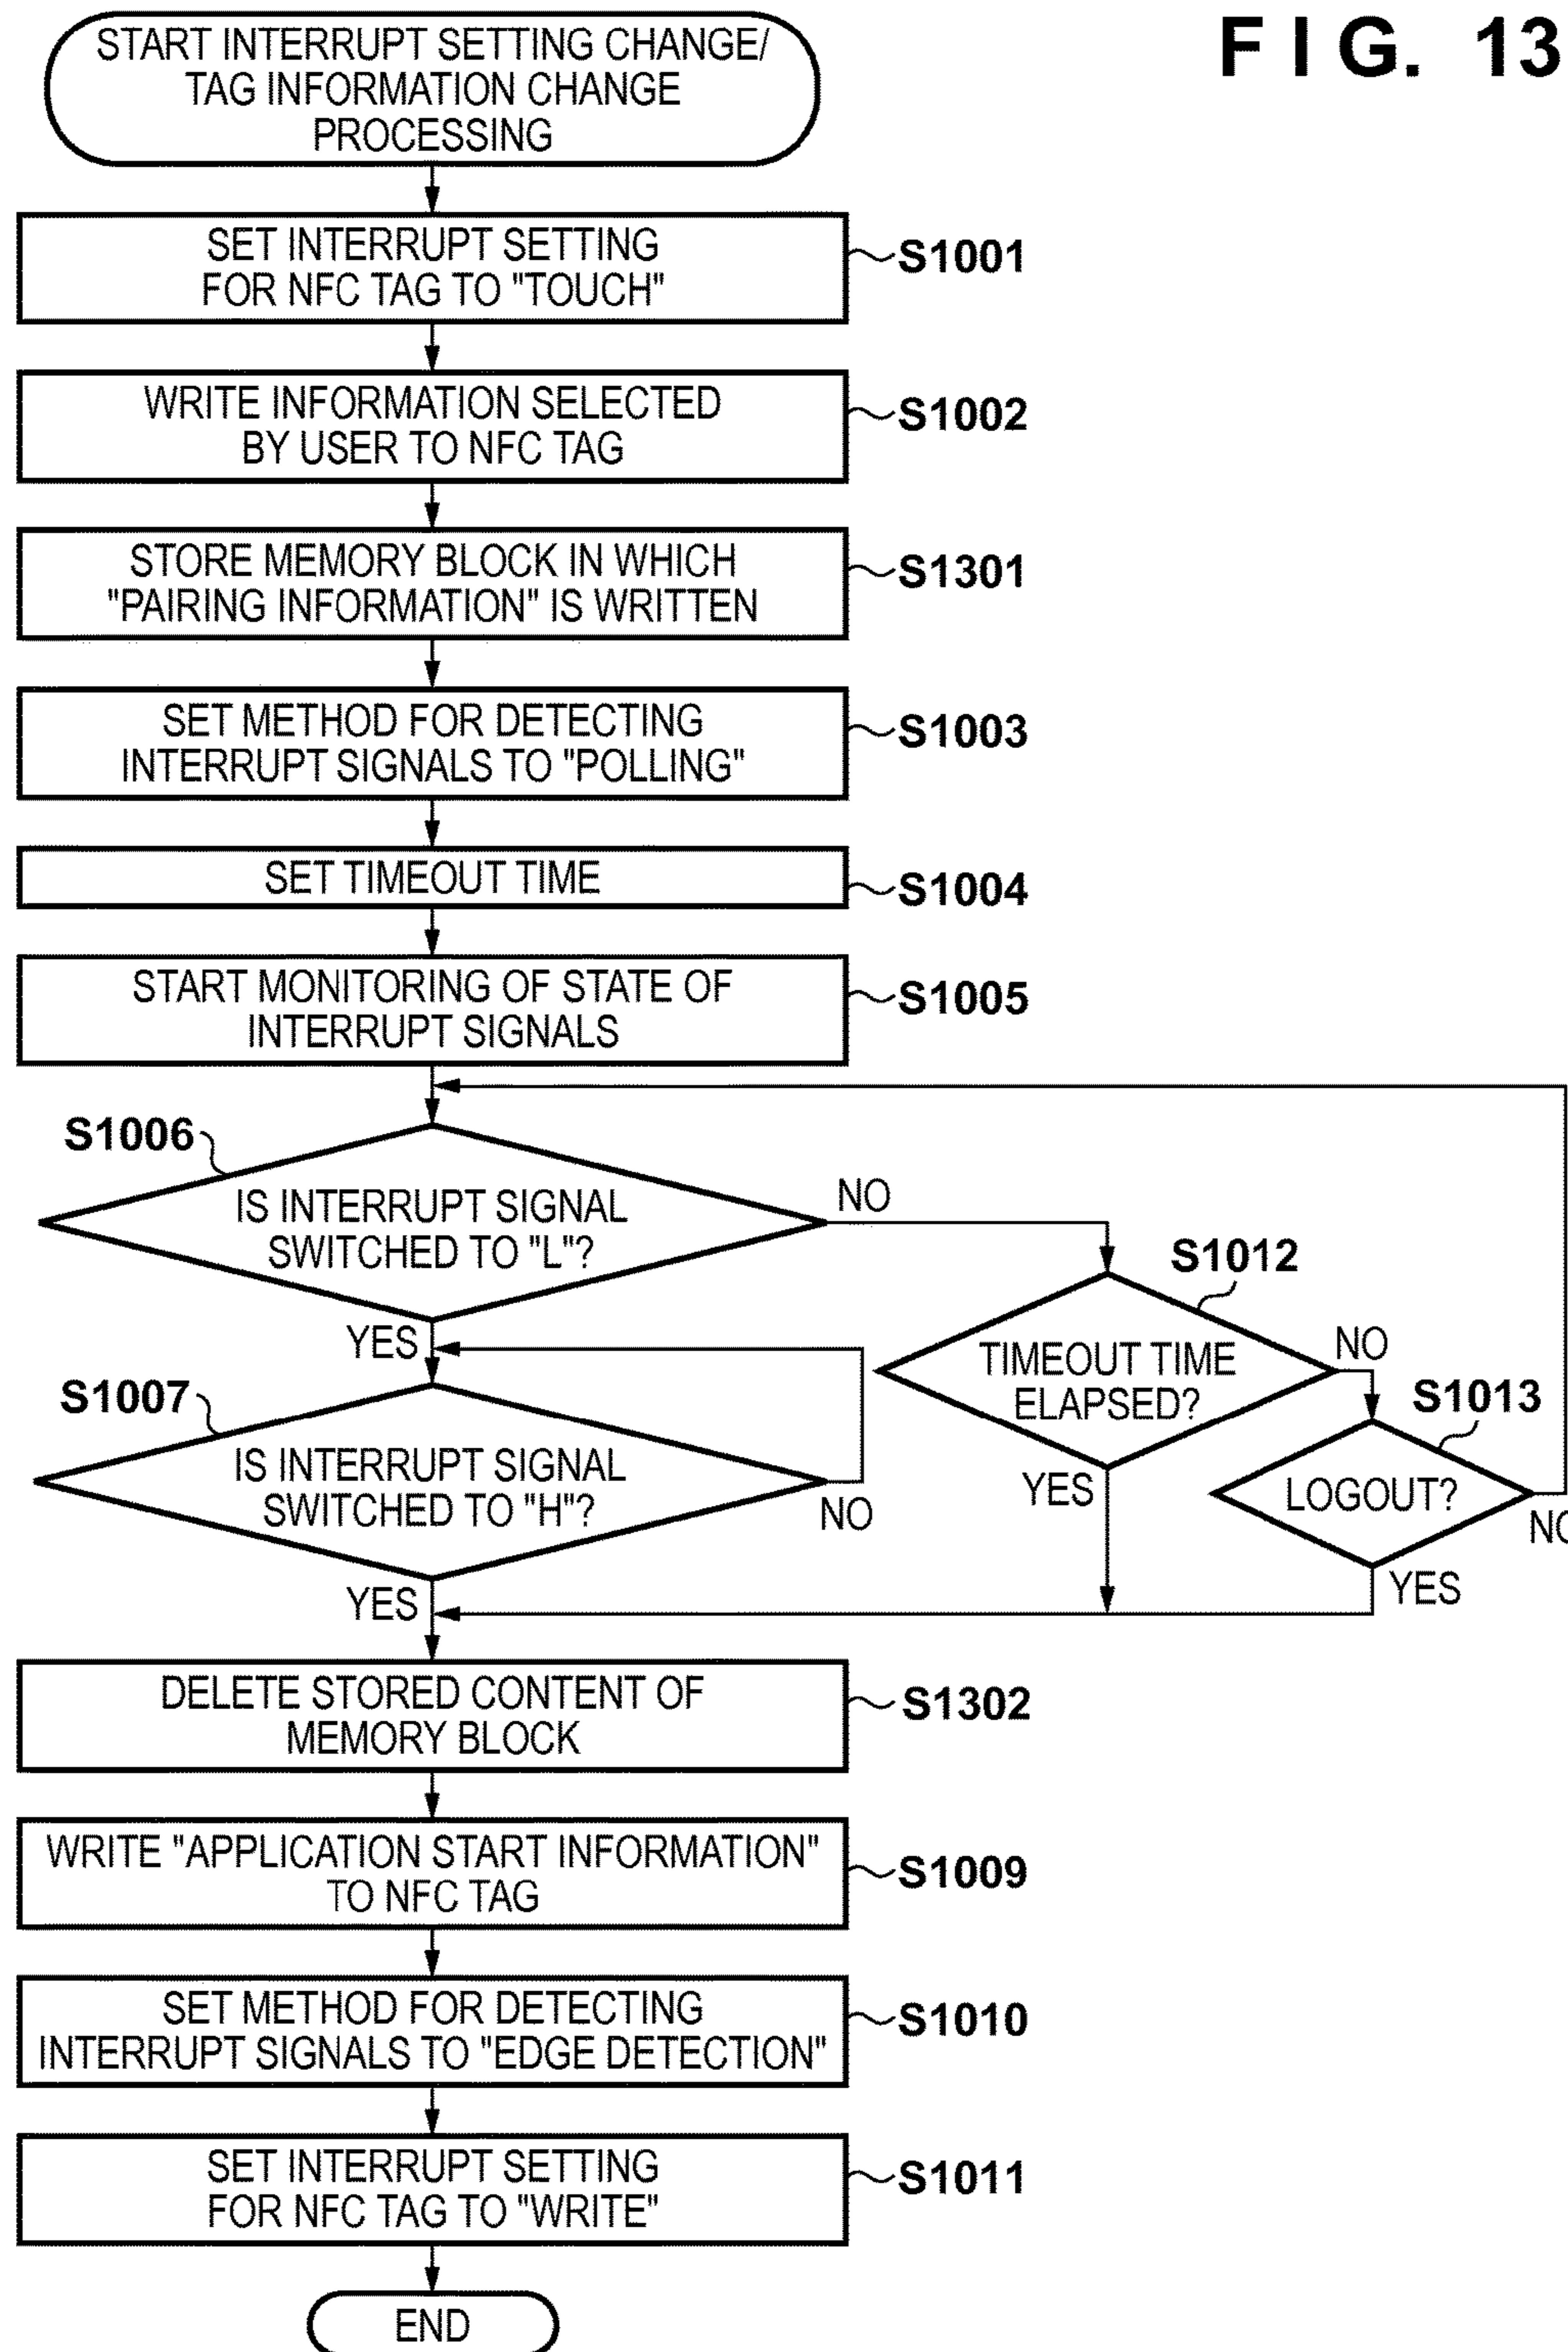 F I G. 13
START INTERRUPT SETTING CHANGE/
TAG INFORMATION CHANGE
PROCESSING
SET INTERRUPT SETTING
FOR NFC TAG TO "TOUCH"
S1001
WRITE INFORMATION SELECTED
BY USER TO NFC TAG
S1002
STORE MEMORY BLOCK IN WHICH
"PAIRING INFORMATION" IS WRITTEN
S1301
SET METHOD FOR DETECTING
INTERRUPT SIGNALS TO "POLLING"
S1003
SET TIMEOUT TIME
S1004
START MONITORING OF STATE OF
INTERRUPT SIGNALS
S1005
S1006
IS INTERRUPT SIGNAL
SWITCHED TO "L"?
NO
YES
S1012
TIMEOUT TIME
ELAPSED?
NO
YES
S1013
LOGOUT?
NO
YES
S1007
IS INTERRUPT SIGNAL
SWITCHED TO "H"?
NO
YES
DELETE STORED CONTENT OF
MEMORY BLOCK
S1302
WRITE "APPLICATION START INFORMATION"
TO NFC TAG
S1009
SET METHOD FOR DETECTING
INTERRUPT SIGNALS TO "EDGE DETECTION"
S1010
SET INTERRUPT SETTING
FOR NFC TAG TO "WRITE"
S1011
END